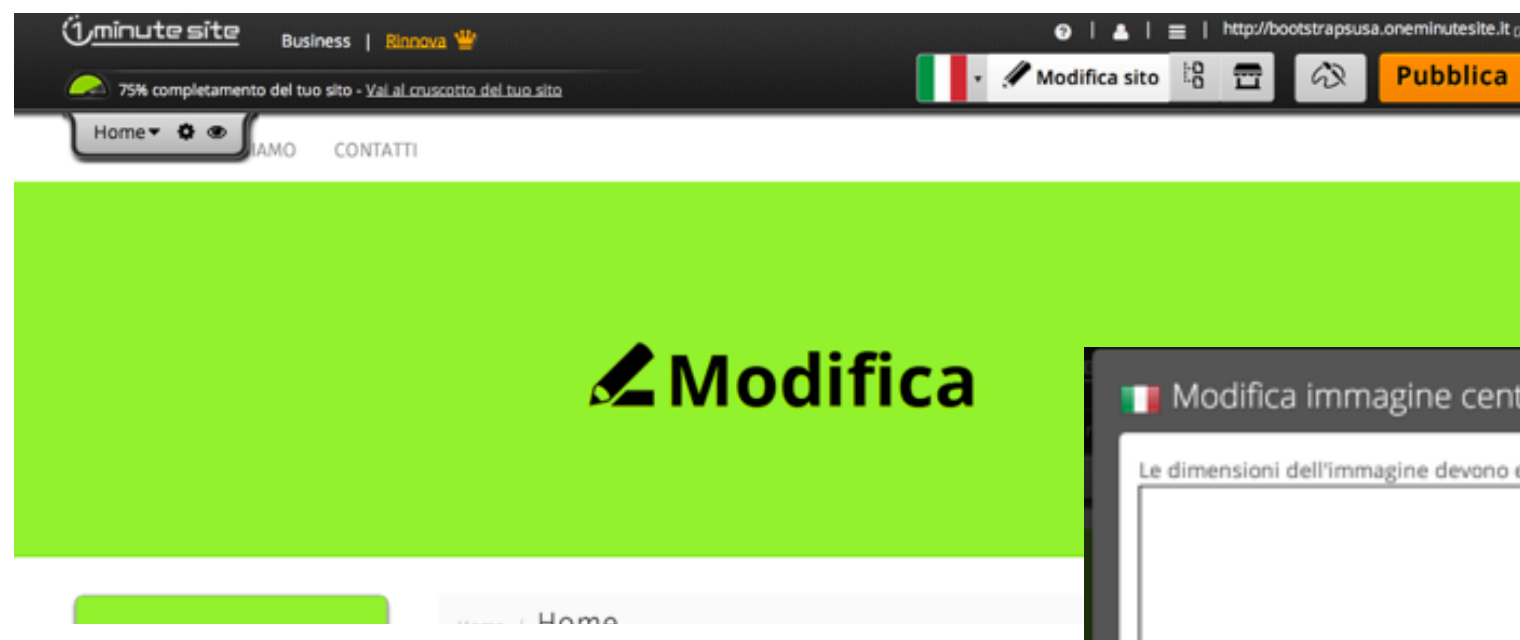 1minute site
Business | Rinnova
| | | http://bootstrapsusa.oneminutesite.it
75% completamento del tuo sito - Vai al cruscotto del tuo sito
Modifica sito
Pubblica
Home
IAMO CONTATTI
Modifica
Modifica immagine cent
Le dimensioni dell'immagine devono e
Home / Home